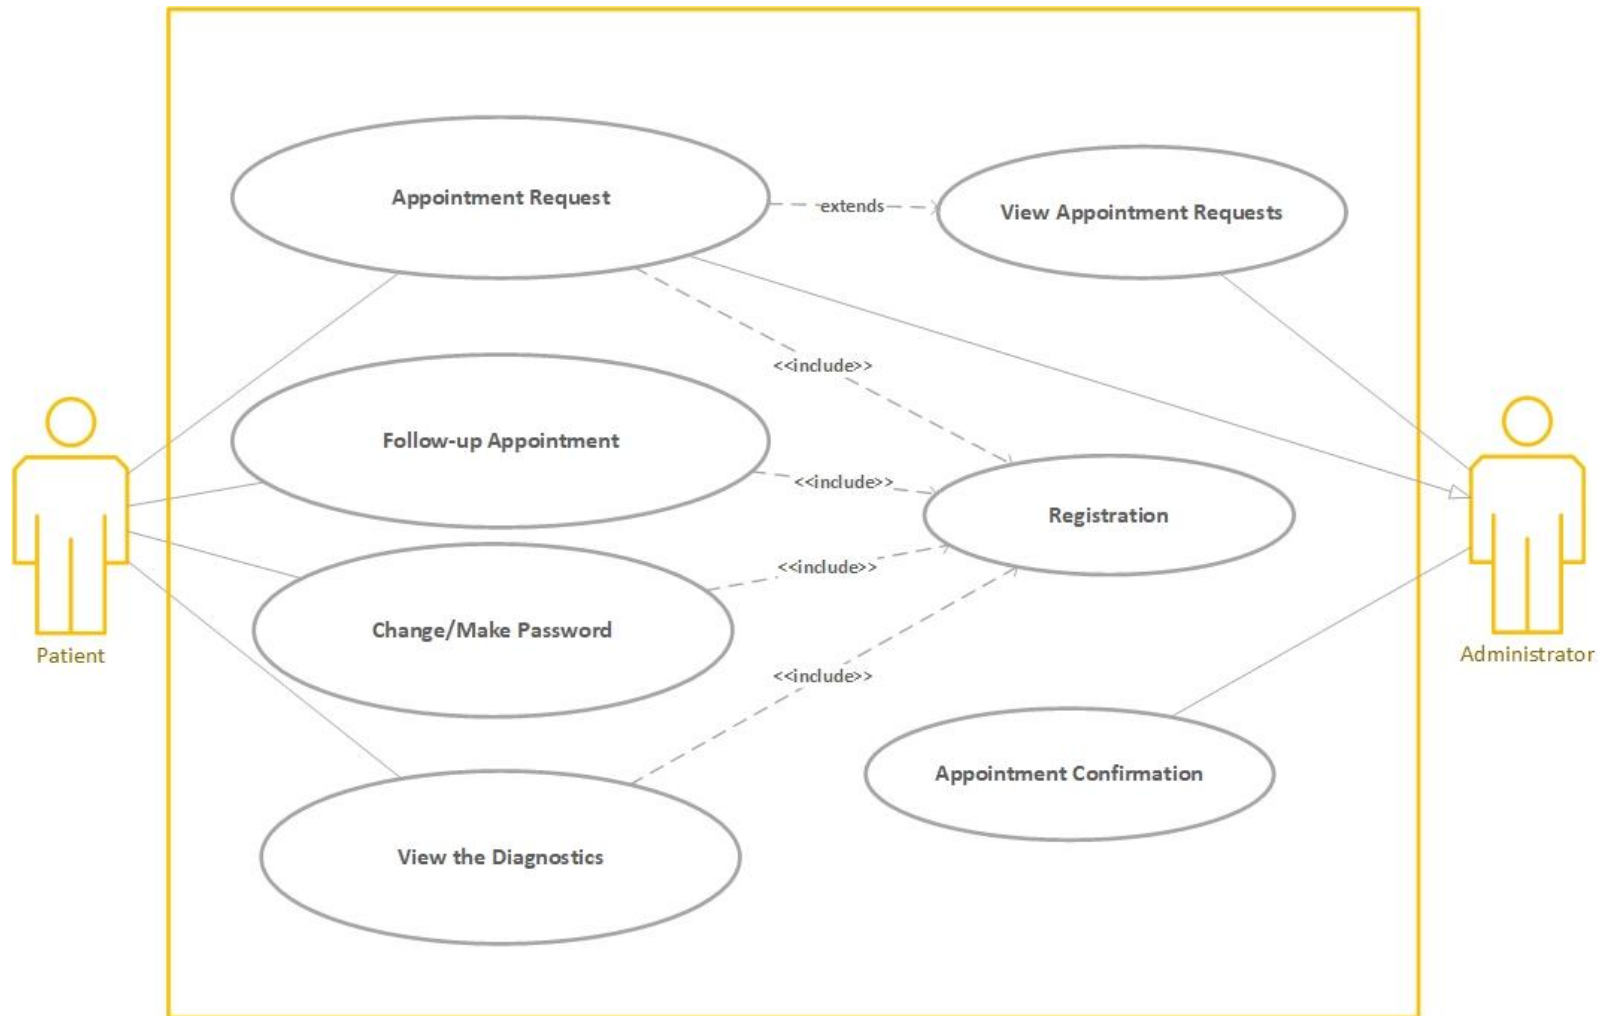 Appointment Request
extends
View Appointment Requests
<<include>>
Follow-up Appointment
<<include>>
Registration
<<include>>
Change/Make Password
Patient
Administrator
<<include>>
Appointment Confirmation
View the Diagnostics